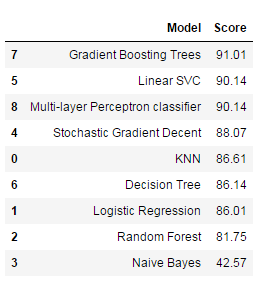 Model Score
7 Gradient Boosting Trees 91.01
5 Linear SVC 90.14
8 Multi-layer Perceptron classifier 90.14
4 Stochastic Gradient Decent 88.07
0 KNN 86.61
6 Decision Tree 86.14
1 Logistic Regression 86.01
2 Random Forest 81.75
3 Naive Bayes 42.57